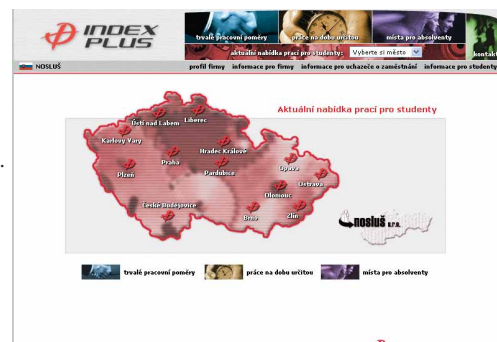 INDEX
PLUS
trvalé pracovní poměry
práce na dobu určitou
místa pro absolventy
aktuální nabídka prací pro studenty: Vyberte si město
kontakt
NOSLUŠ
profil firmy informace pro firmy informace pro uchazeče o zaměstnání informace pro studenty
Aktuální nabídka prací pro studenty
Ústí nad Labem
Liberec
Karlovy Vary
Hradec Králové
Praha
Plzeň
Pardubice
Opava
Ostrava
Olomouc
České Budějovice
Brno
Zlín
nosluš s.r.o.
trvalé pracovní poměry
práce na dobu určitou
místa pro absolventy